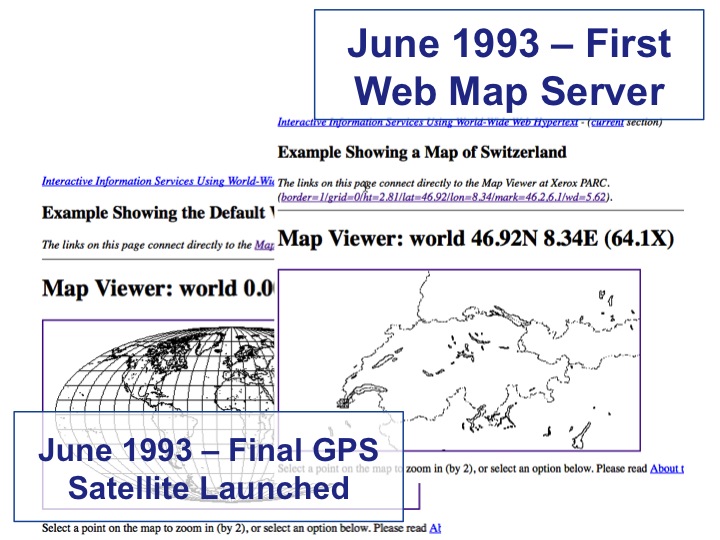 June 1993 – First
Web Map Server
Interactive Information Services Using World-Wide Web Hypertext - (current section)
Example Showing a Map of Switzerland
The links on this page connect directly to the Map Viewer at Xerox PARC.
(border=1/grid=0/ht=2.81/lat=46.92/lon=8.34/mark=46.2,6.1/wd=5.62).
Map Viewer: world 46.92N 8.34E (64.1X)
Select a point on the map to zoom in (by 2), or select an option below. Please read About t
Interactive Information Services Using World-Wi
Example Showing the Default
The links on this page connect directly to the Map
Map Viewer: world 0.0
June 1993 – Final GPS
Satellite Launched
Select a point on the map to zoom in (by 2), or select an option below. Please read Ab